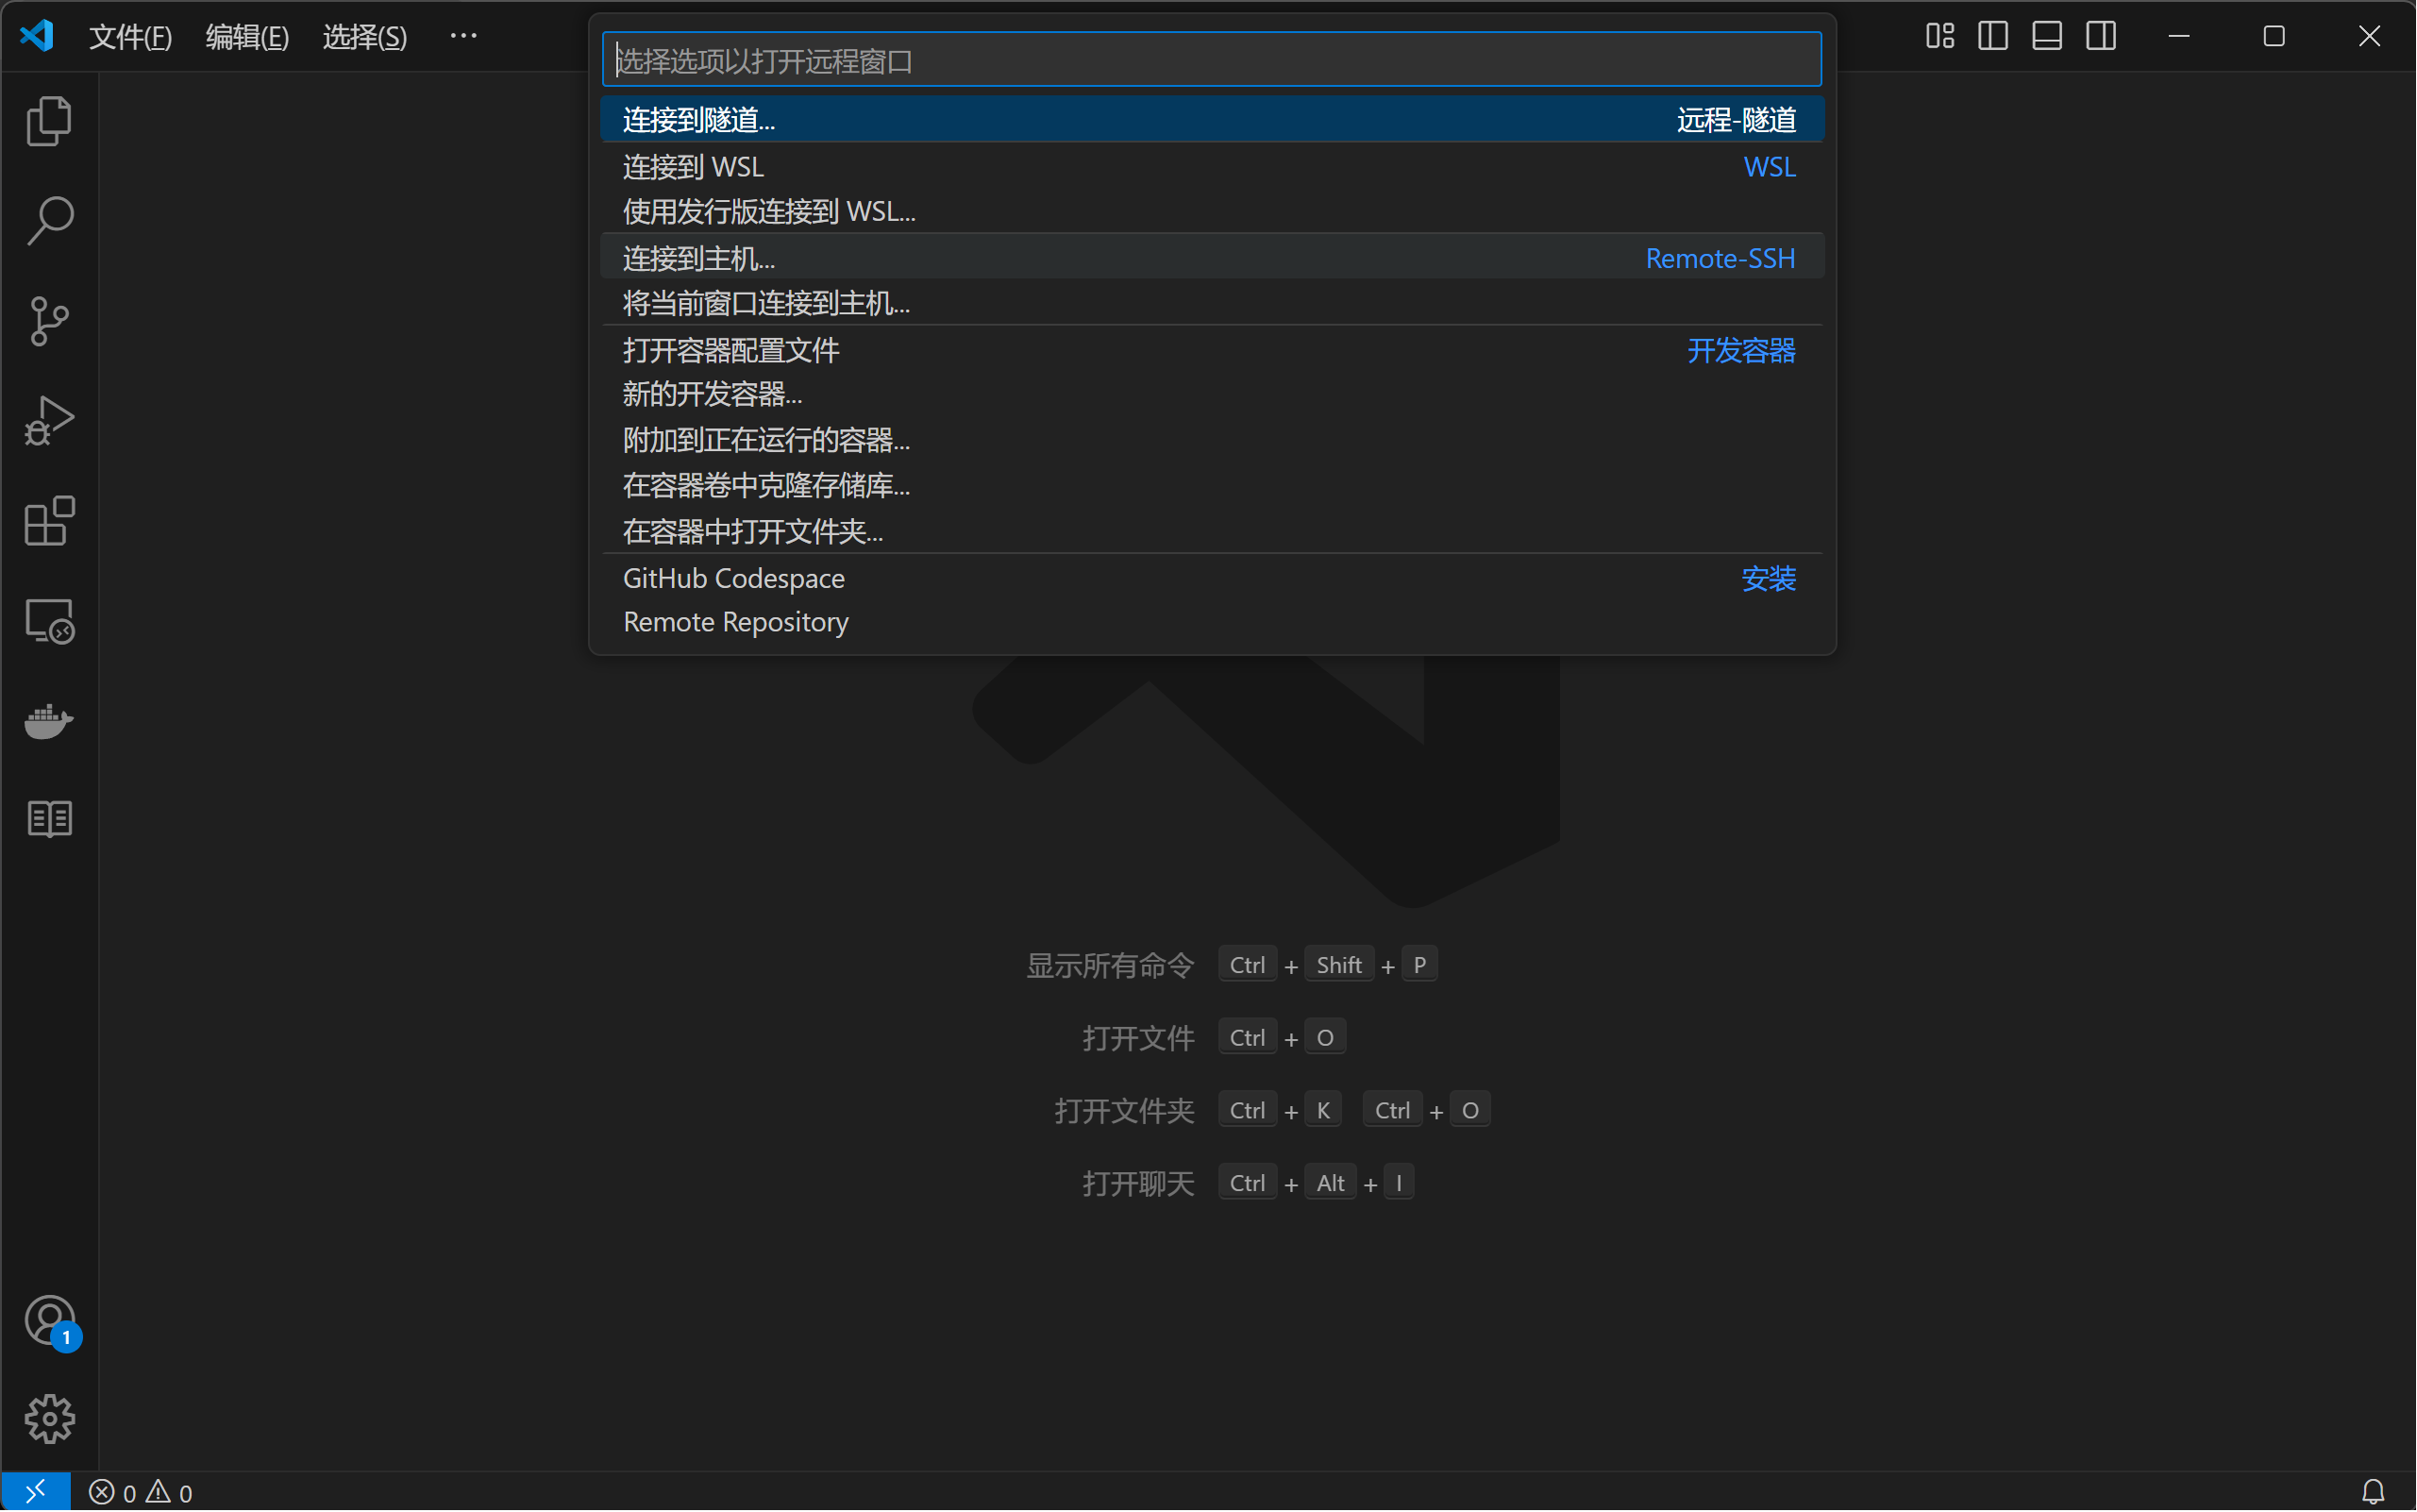 文件(F) 编辑(E) 选择(S) ···
选择选项以打开远程窗口
连接到隧道... 远程-隧道
连接到 WSL WSL
使用发行版连接到 WSL...
连接到主机... Remote-SSH
将当前窗口连接到主机...
打开容器配置文件 开发容器
新的开发容器...
附加到正在运行的容器...
在容器卷中克隆存储库...
在容器中打开文件夹...
GitHub Codespace 安装
Remote Repository
显示所有命令 Ctrl + Shift + P
打开文件 Ctrl + O
打开文件夹 Ctrl + K Ctrl + O
打开聊天 Ctrl + Alt + I
1
0 0